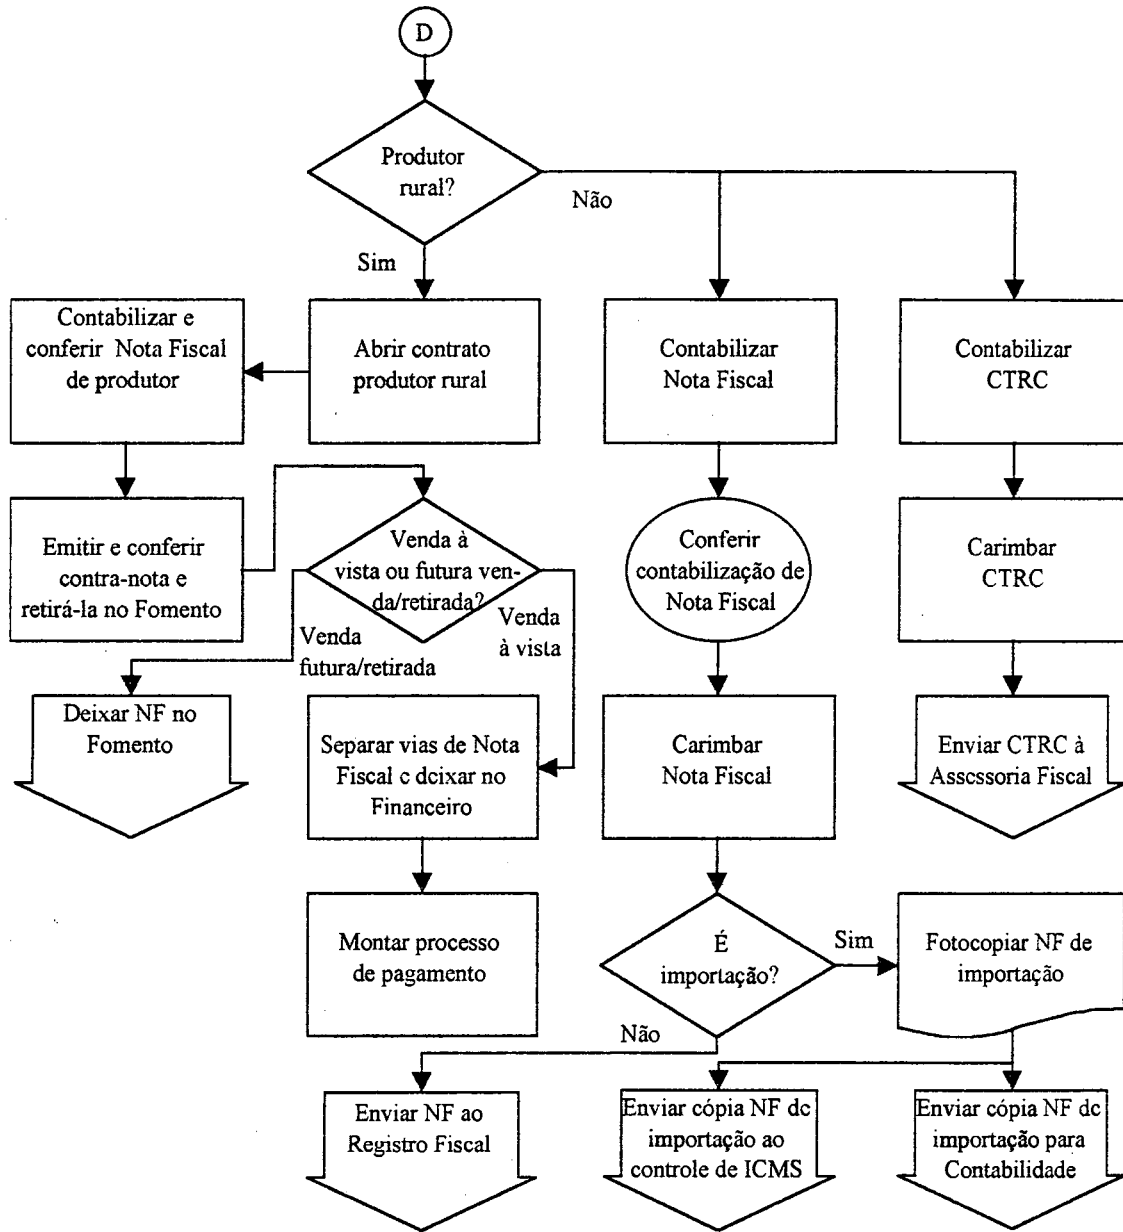 D
Produtor
rural?
Não
Sim
Contabilizar e
conferir Nota Fiscal
de produtor
Abrir contrato
produtor rural
Contabilizar
Nota Fiscal
Contabilizar
CTRC
Emitir e conferir
contra-nota e
retirá-la no Fomento
Venda à
vista ou futura ven-
da/retirada?
Conferir
contabilização de
Nota Fiscal
Carimbar
CTRC
Venda
futura/retirada
Venda
à vista
Deixar NF no
Fomento
Separar vias de Nota
Fiscal e deixar no
Financeiro
Carimbar
Nota Fiscal
Enviar CTRC à
Assessoria Fiscal
Montar processo
de pagamento
É
importação?
Sim
Fotocopiar NF de
importação
Não
Enviar NF ao
Registro Fiscal
Enviar cópia NF de
importação ao
controle de ICMS
Enviar cópia NF de
importação para
Contabilidade